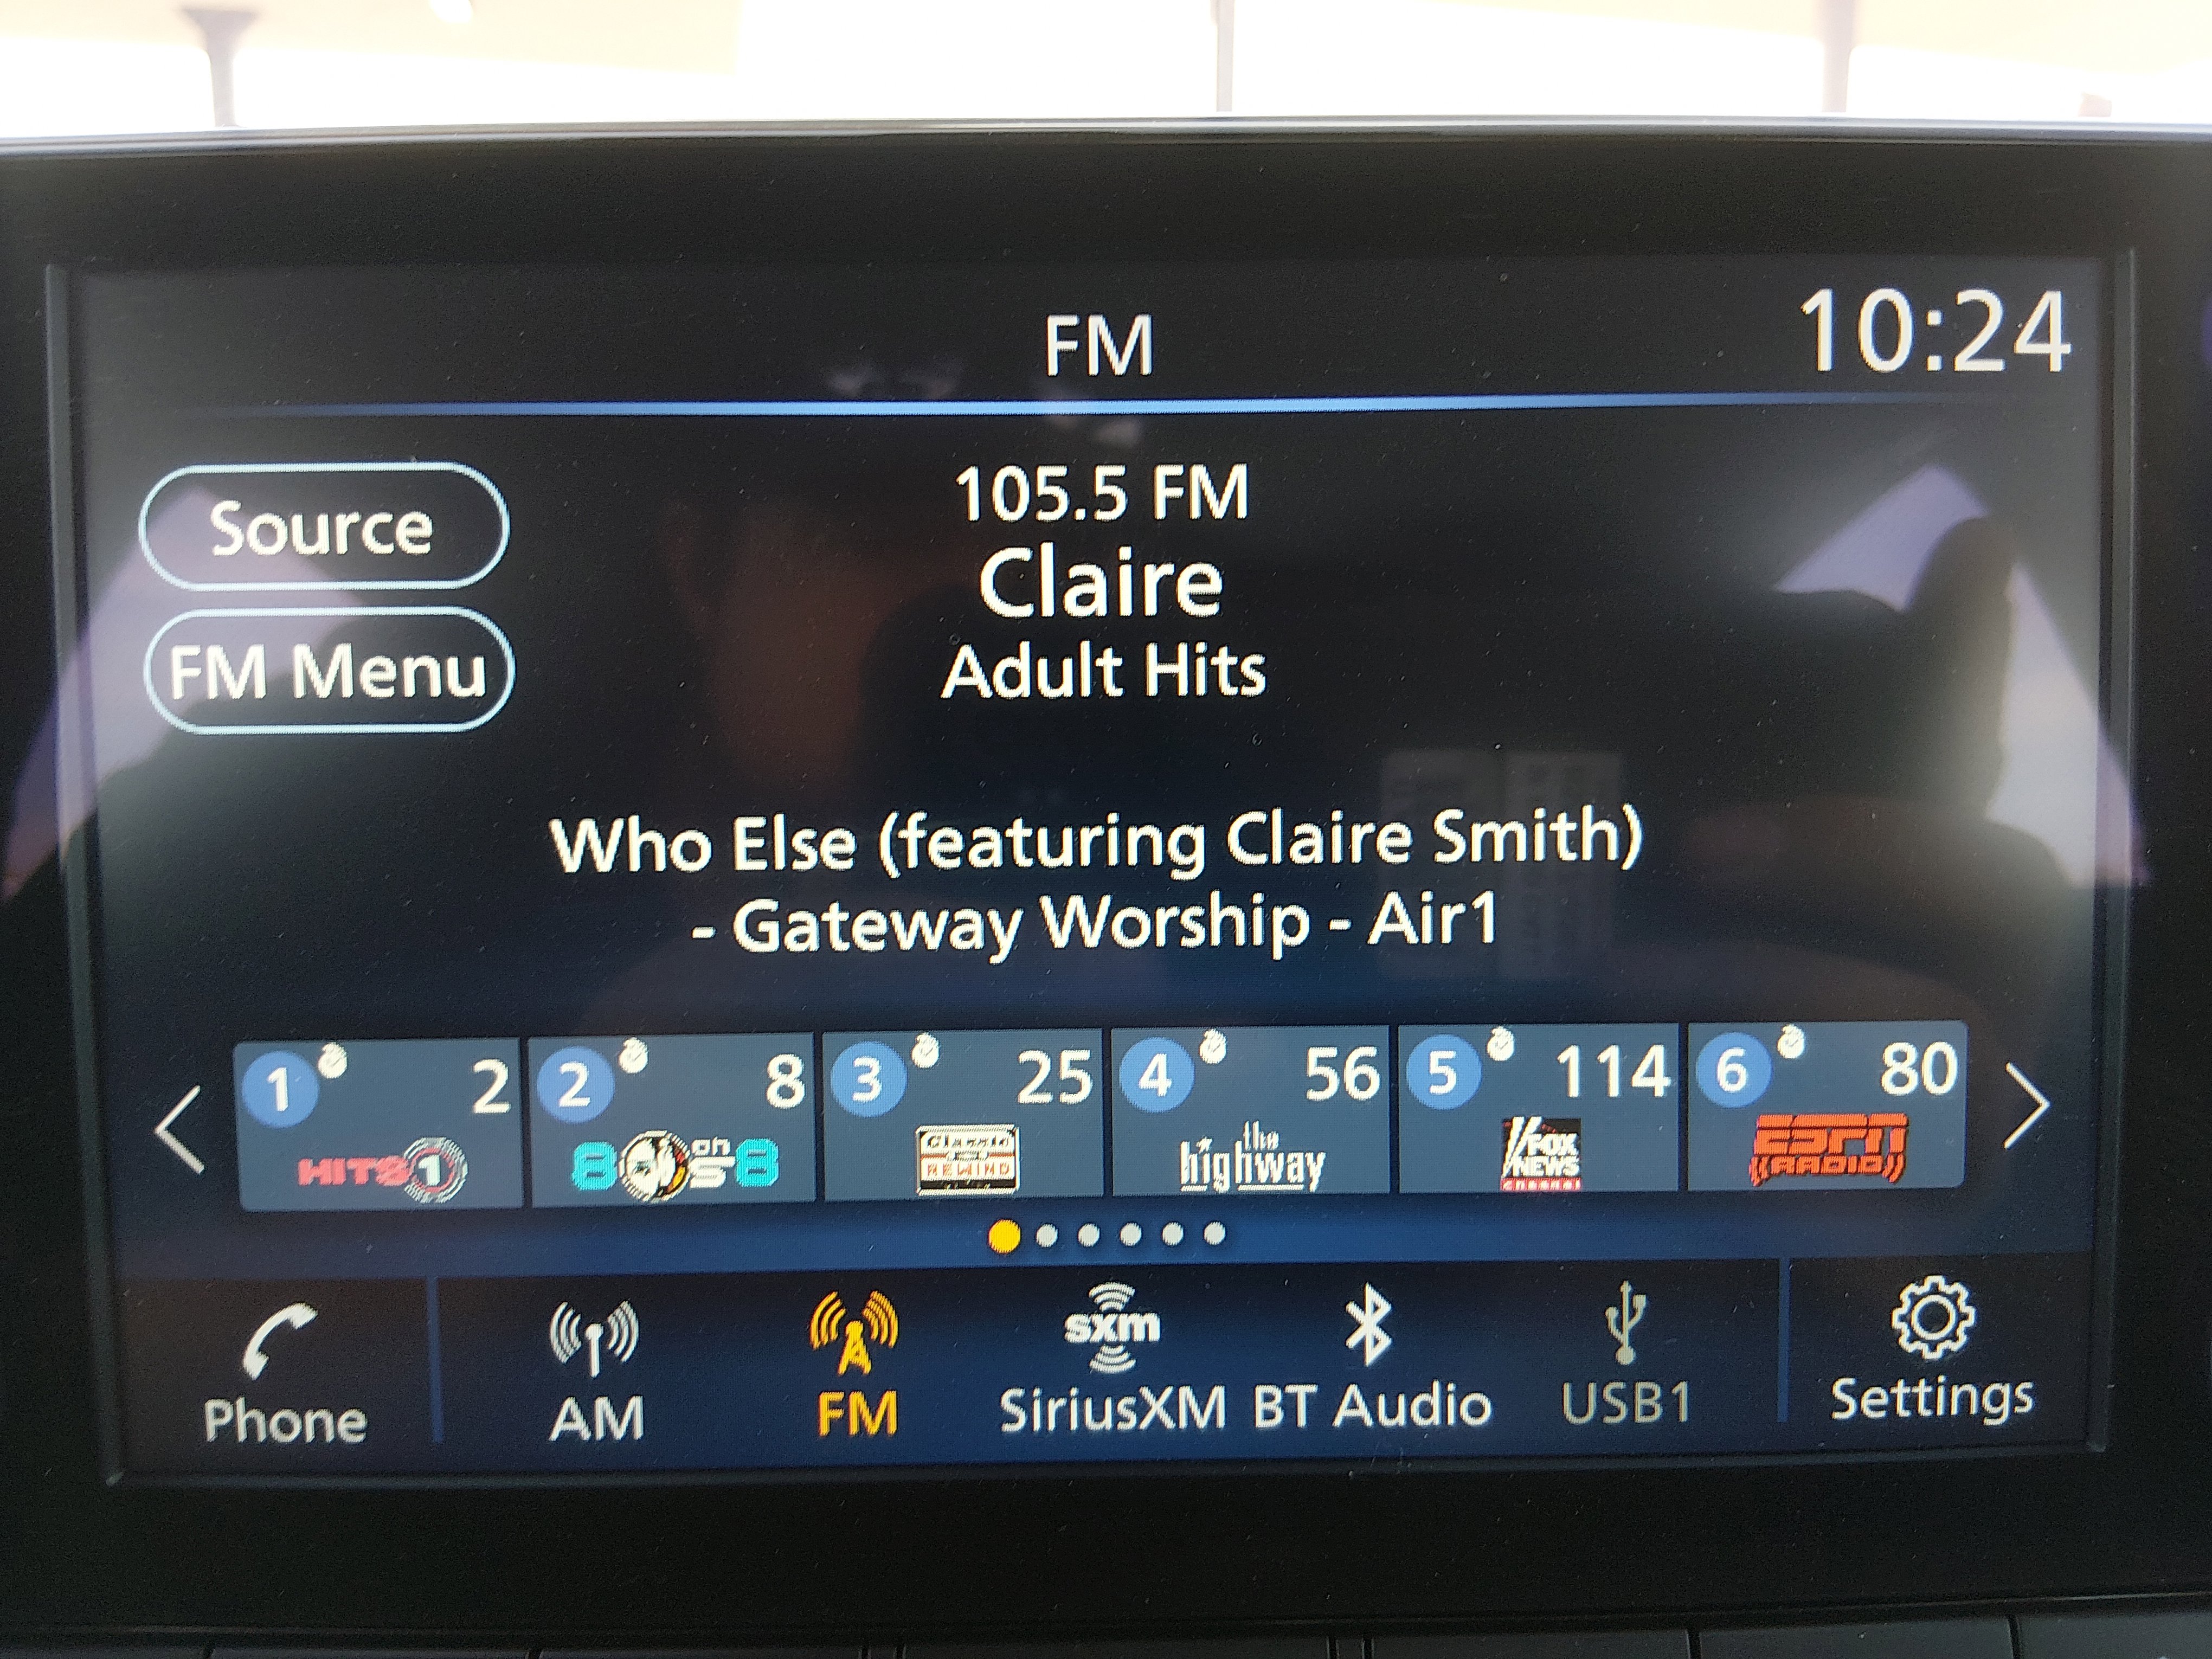 FM
10:24
Source
FM Menu
105.5 FM
Claire
Adult Hits
Who Else (featuring Claire Smith)
- Gateway Worship - Air1
1 2
HITS 1
2 8
80s on 8
3 25
Classic
REWIND
4 56
the
highway
5 114
FOX
NEWS
channel
6 80
ESPN
RADIO
Phone
AM
FM
sxm
SiriusXM
BT Audio
USB1
Settings